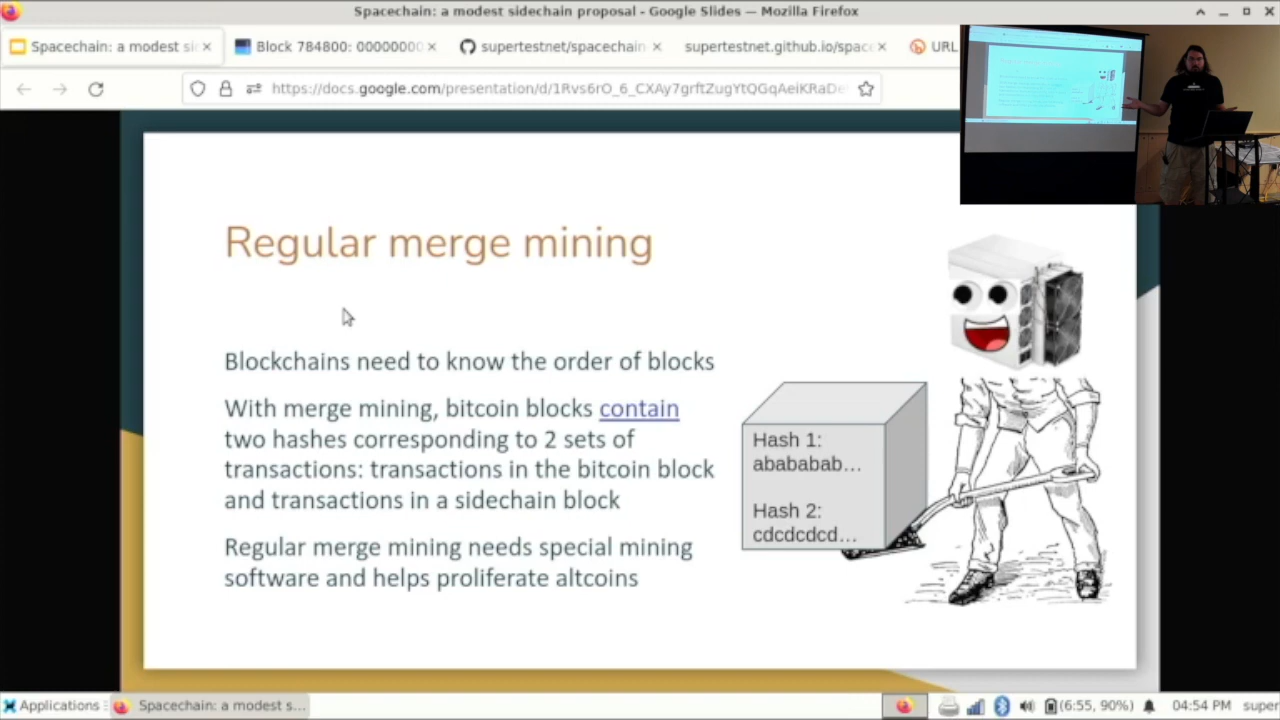 Spacechain: a modest sidechain proposal - Google Slides — Mozilla Firefox
Spacechain: a modest si
Block 784800: 00000000
supertestnet/spacechain
supertestnet.github.io/spac
URL
https://docs.google.com/presentation/d/1Rvs6rO_6_CXAy7grftZugYtQGqAeiKRaDe
Regular merge mining
Blockchains need to know the order of blocks
With merge mining, bitcoin blocks contain
two hashes corresponding to 2 sets of
transactions: transactions in the bitcoin block
and transactions in a sidechain block
Regular merge mining needs special mining
software and helps proliferate altcoins
Hash 1:
abababab…
Hash 2:
cdcdcdcd…
Applications
Spacechain: a modest s...
(6:55, 90%)
04:54 PM
super